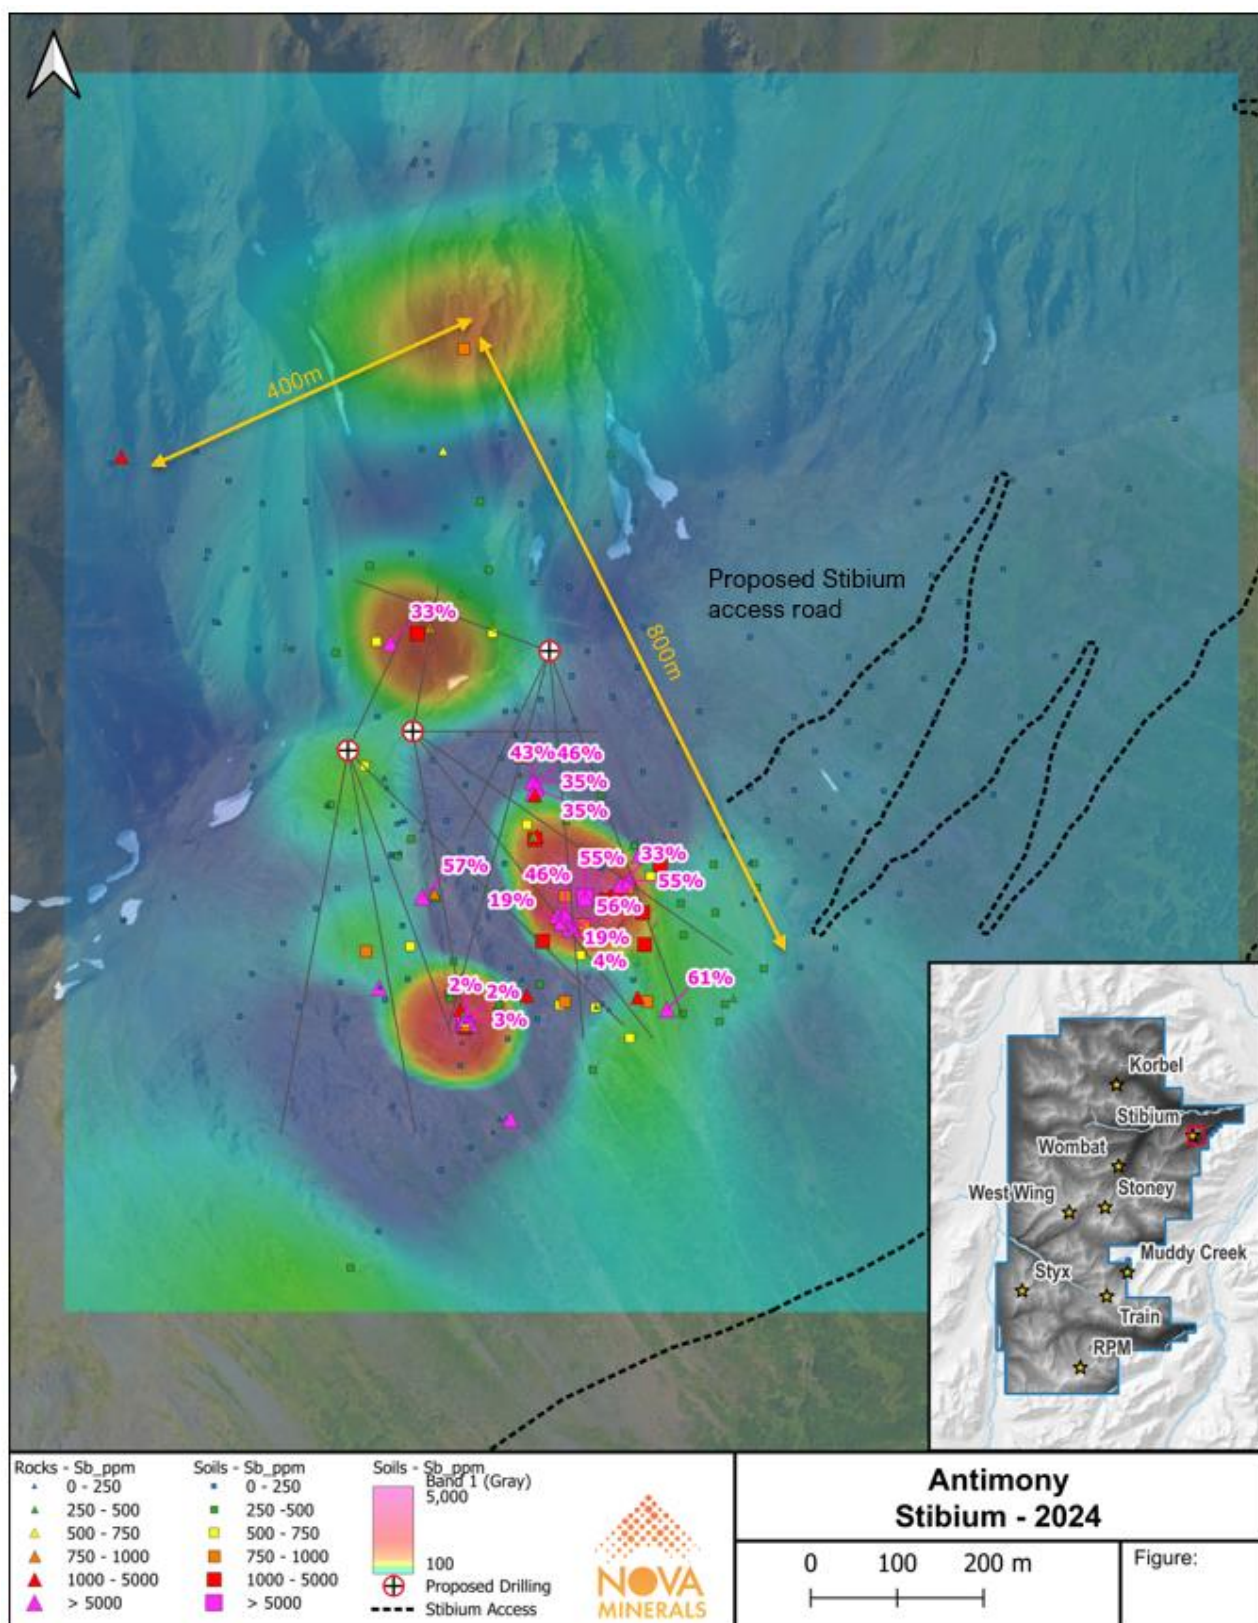 400m
33%
Proposed Stibium
access road
800m
43% 46%
35%
35%
57%
55%
33%
46%
55%
19%
56%
19%
4%
2%
2%
61%
3%
Korbel
Stibium
Wombat
West Wing
Stoney
Muddy Creek
Styx
Train
RPM
Rocks - Sb_ppm
0 - 250
250 - 500
500 - 750
750 - 1000
1000 - 5000
> 5000
Soils - Sb_ppm
0 - 250
250 -500
500 - 750
750 - 1000
1000 - 5000
> 5000
Soils - Sb_ppm
Band 1 (Gray)
5,000
100
Proposed Drilling
Stibium Access
NOVA
MINERALS
Antimony
Stibium - 2024
0 100 200 m
Figure: